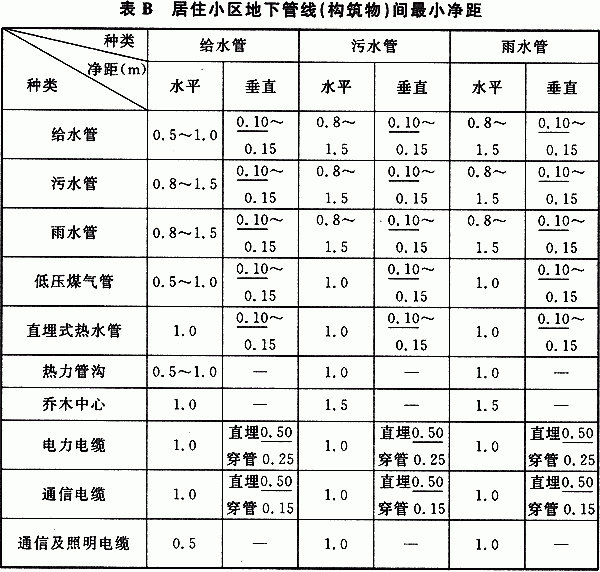 表 B 居住小区地下管线(构筑物)间最小净距
种类
净距(m)
种类
给水管 污水管 雨水管
水平 垂直 水平 垂直 水平 垂直
给水管 0.5～1.0 0.10～0.15 0.8～1.5 0.10～0.15 0.8～1.5 0.10～0.15
污水管 0.8～1.5 0.10～0.15 0.8～1.5 0.10～0.15 0.8～1.5 0.10～0.15
雨水管 0.8～1.5 0.10～0.15 0.8～1.5 0.10～0.15 0.8～1.5 0.10～0.15
低压煤气管 0.5～1.0 0.10～0.15 1.0 0.10～0.15 1.0 0.10～0.15
直埋式热水管 1.0 0.10～0.15 1.0 0.10～0.15 1.0 0.10～0.15
热力管沟 0.5～1.0 — 1.0 — 1.0 —
乔木中心 1.0 — 1.5 — 1.5 —
电力电缆 1.0 直埋0.50 穿管0.25 1.0 直埋0.50 穿管0.25 1.0 直埋0.50 穿管0.25
通信电缆 1.0 直埋0.50 穿管0.15 1.0 直埋0.50 穿管0.15 1.0 直埋0.50 穿管0.15
通信及照明电缆 0.5 — 1.0 — 1.0 —